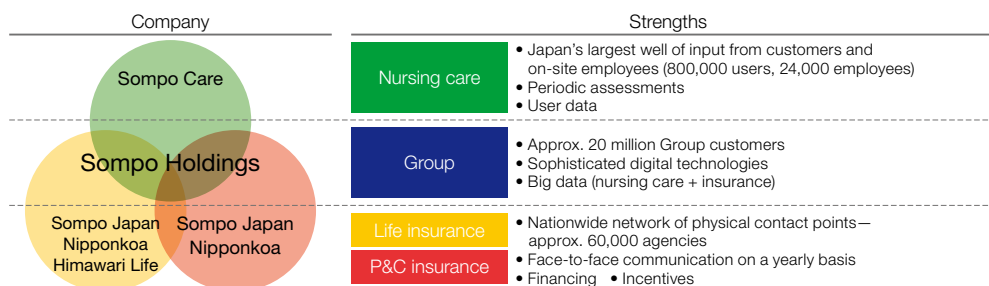 Company
Strengths
Sompo Care
Sompo Holdings
Sompo Japan
Nipponkoa
Himawari Life
Sompo Japan
Nipponkoa
Nursing care
• Japan’s largest well of input from customers and
on-site employees (800,000 users, 24,000 employees)
• Periodic assessments
• User data
Group
• Approx. 20 million Group customers
• Sophisticated digital technologies
• Big data (nursing care + insurance)
Life insurance
P&C insurance
• Nationwide network of physical contact points—
approx. 60,000 agencies
• Face-to-face communication on a yearly basis
• Financing • Incentives